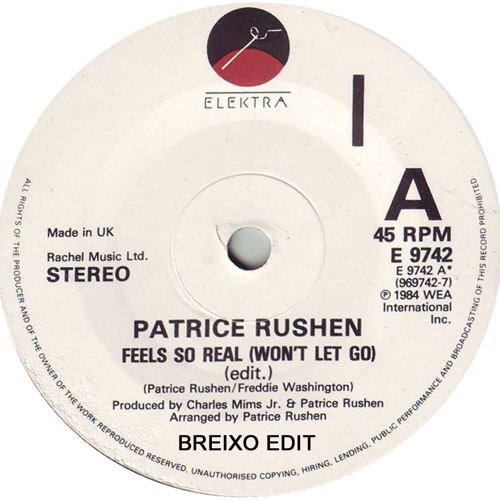 ELEKTRA
I
A
Made in UK
45 RPM
E 9742
Rachel Music Ltd.
E 9742 A*
STEREO
(969742-7)
℗ 1984 WEA
International
Inc.
PATRICE RUSHEN
FEELS SO REAL (WON'T LET GO)
(edit.)
(Patrice Rushen/Freddie Washington)
Produced by Charles Mims Jr. & Patrice Rushen
Arranged by Patrice Rushen
BREIXO EDIT
ALL RIGHTS OF THE PRODUCER AND OF THE OWNER OF THE WORK REPRODUCED RESERVED. UNAUTHORISED COPYING, HIRING, LENDING, PUBLIC PERFORMANCE AND BROADCASTING OF THIS RECORD PROHIBITED